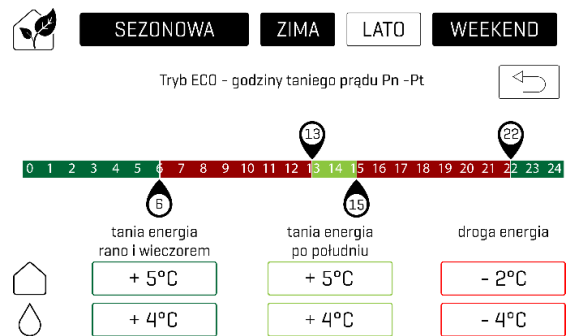 SEZONOWA ZIMA LATO WEEKEND
Tryb ECO - godziny taniego prądu Pn -Pt
13 22
0 1 2 3 4 5 6 7 8 9 10 11 12 13 14 15 16 17 18 19 20 21 22 23 24
6 15
tania energia rano i wieczorem
tania energia po południu
droga energia
+ 5°C + 5°C - 2°C
+ 4°C + 4°C - 4°C